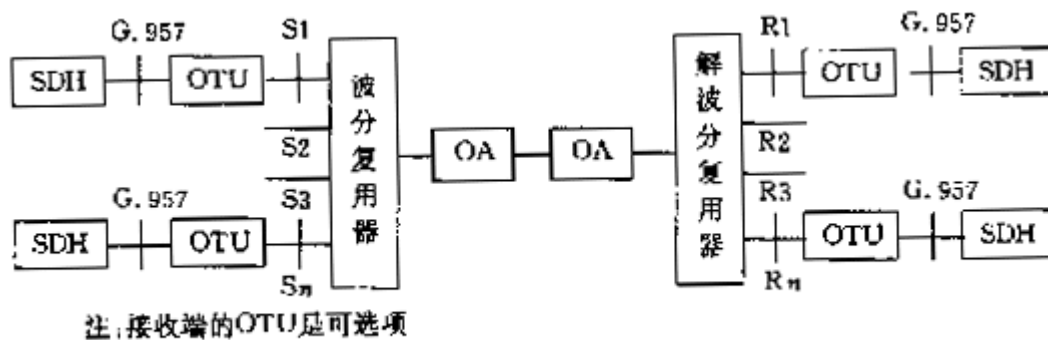 G.957 S1 R1 G.957
SDH OTU OTU SDH
波分复用器
解波分复用器
S2 OA OA R2
G.957 S3 R3 G.957
SDH OTU OTU SDH
Sn Rn
注:接收端的OTU是可选项